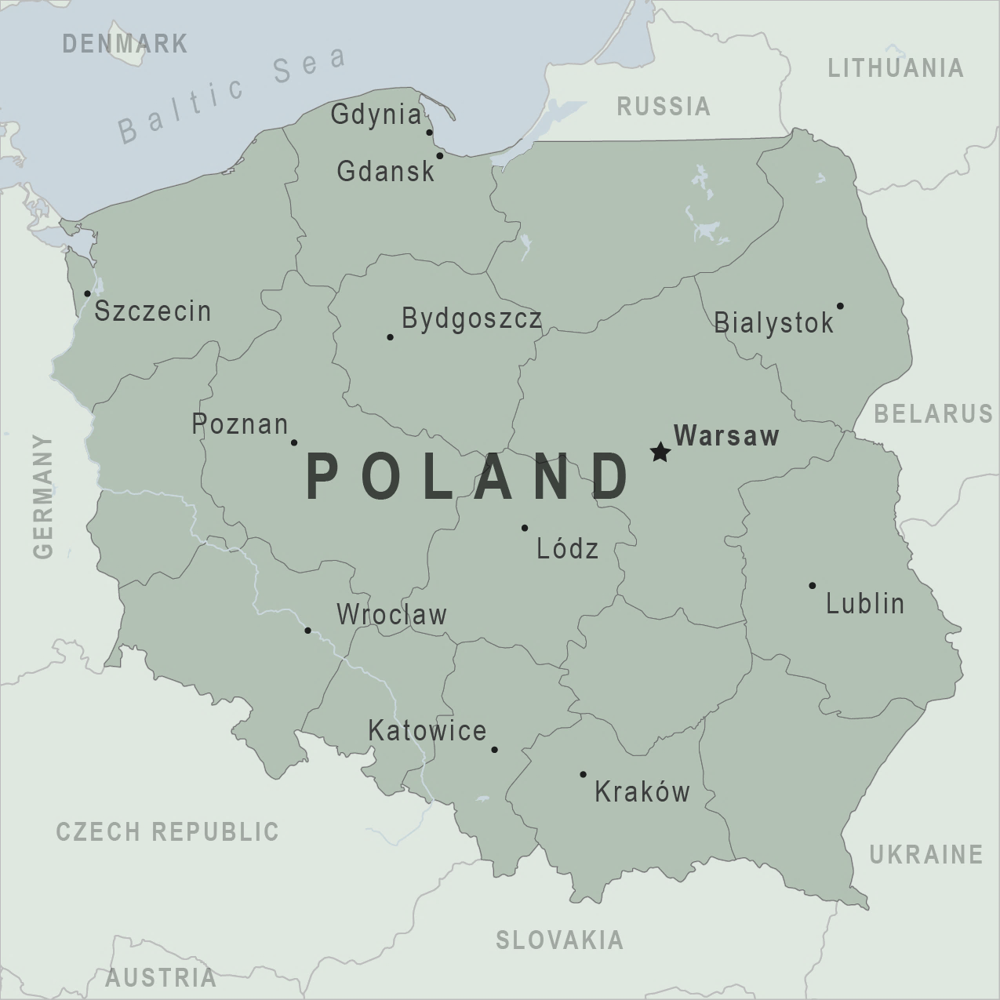 DENMARK
Baltic Sea
LITHUANIA
RUSSIA
Gdynia
Gdansk
Szczecin
Bydgoszcz
Bialystok
BELARUS
Poznan
Warsaw
POLAND
GERMANY
Lódz
Lublin
Wroclaw
Katowice
Kraków
CZECH REPUBLIC
UKRAINE
SLOVAKIA
AUSTRIA